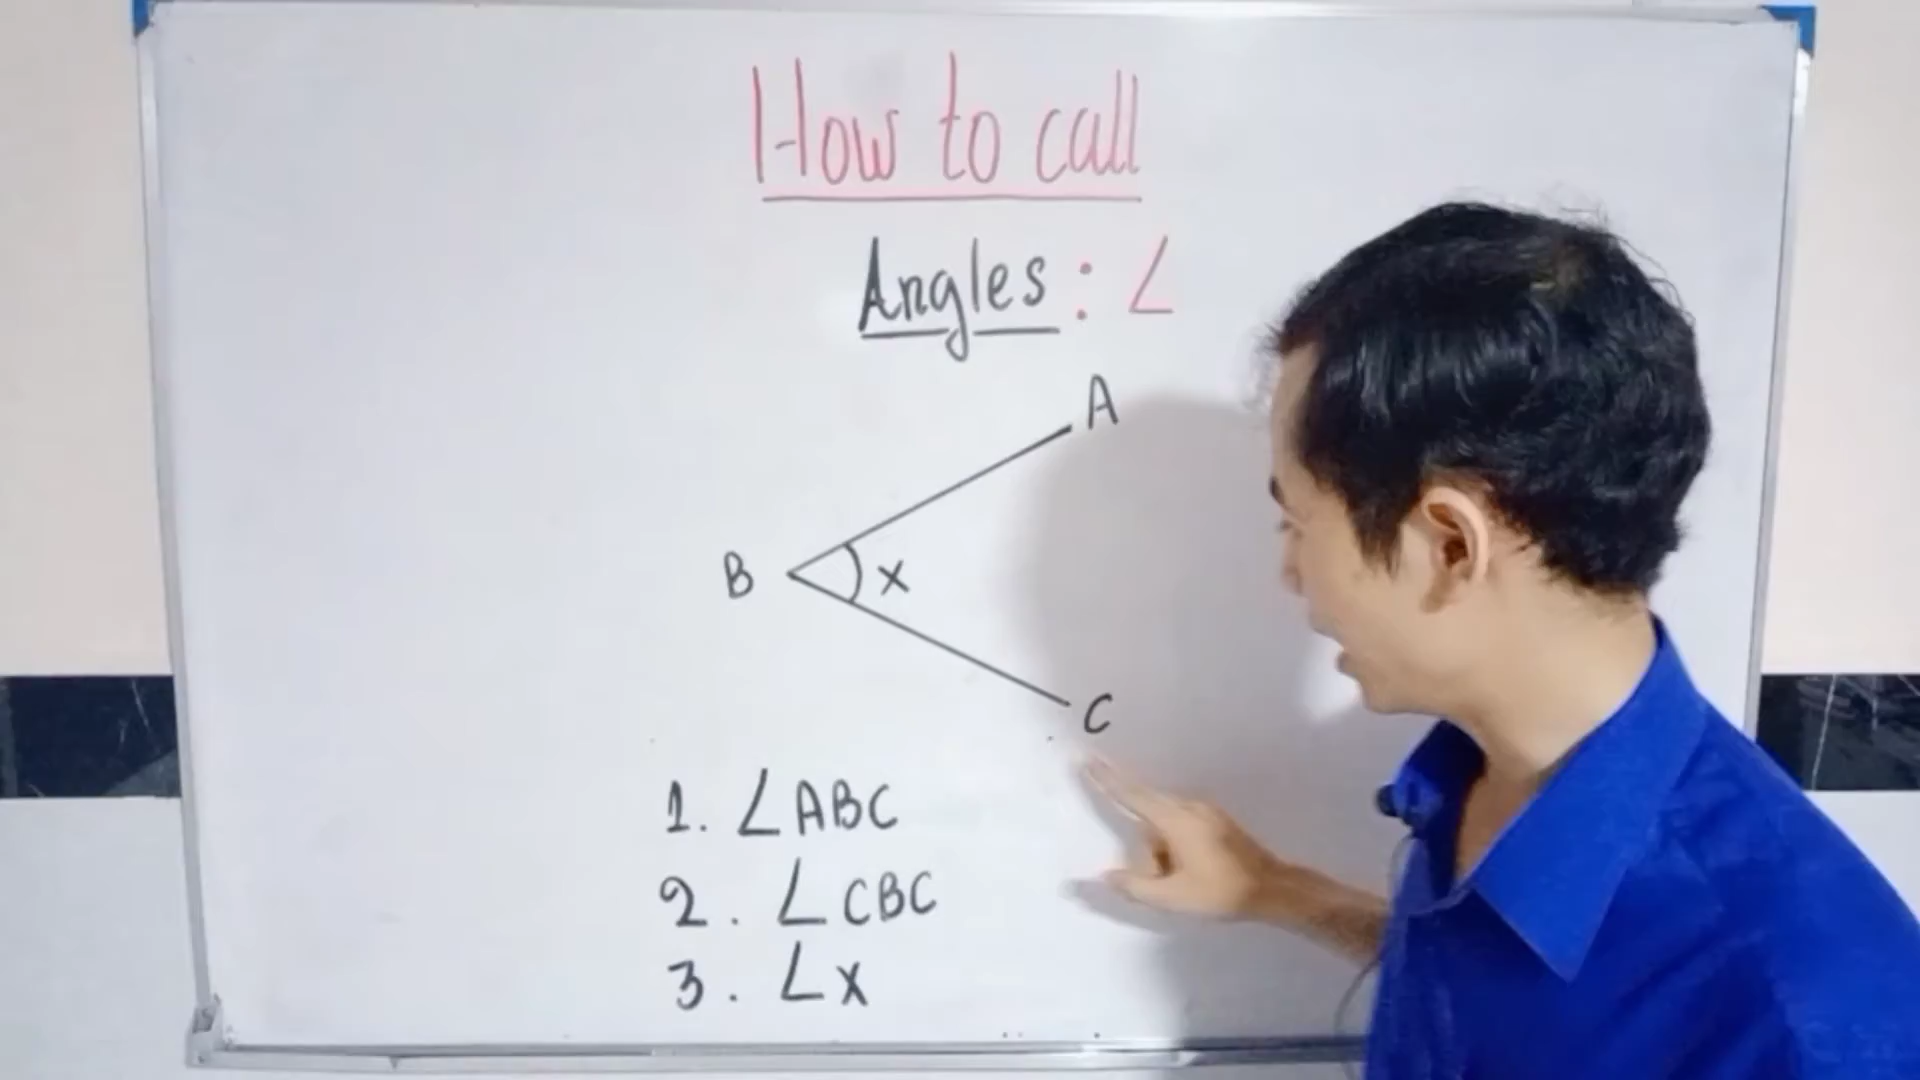 How to call
Angles : ∠
A
B
x
C
1. ∠ABC
2. ∠CBC
3. ∠x